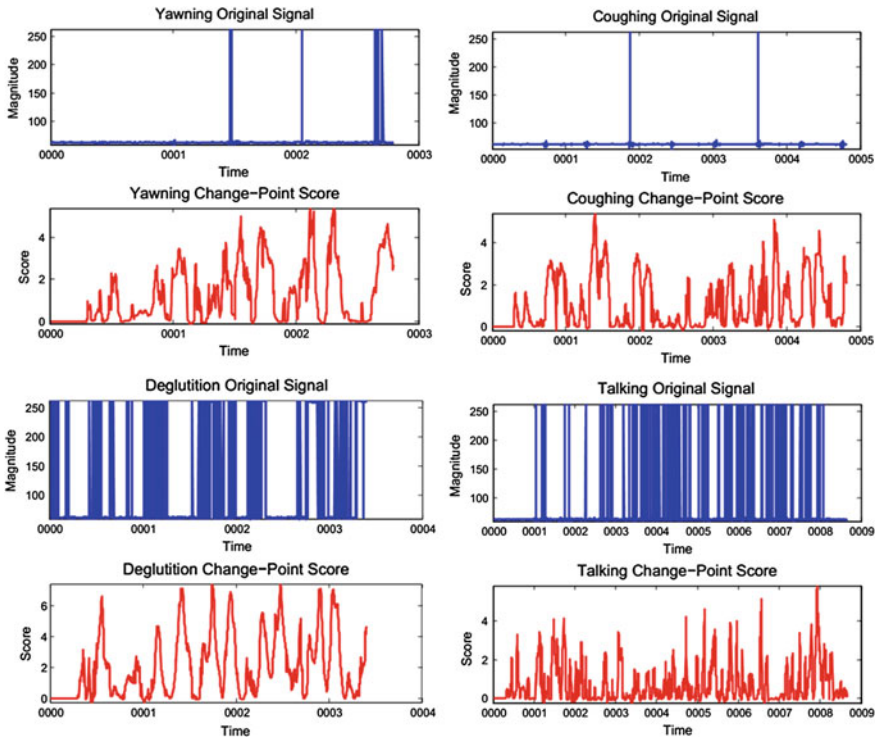 Yawning Original Signal
250
200
150
100
Magnitude
0000 0001 0002 0003
Time
Coughing Original Signal
250
200
150
100
Magnitude
0000 0001 0002 0003 0004 0005
Time
Yawning Change-Point Score
4
2
0
Score
0000 0001 0002 0003
Time
Coughing Change-Point Score
4
2
0
Score
0000 0001 0002 0003 0004 0005
Time
Deglutition Original Signal
250
200
150
100
Magnitude
0000 0001 0002 0003 0004
Time
Talking Original Signal
250
200
150
100
Magnitude
0000 0001 0002 0003 0004 0005 0006 0007 0008 0009
Time
Deglutition Change-Point Score
6
4
2
0
Score
0000 0001 0002 0003 0004
Time
Talking Change-Point Score
4
2
0
Score
0000 0001 0002 0003 0004 0005 0006 0007 0008 0009
Time